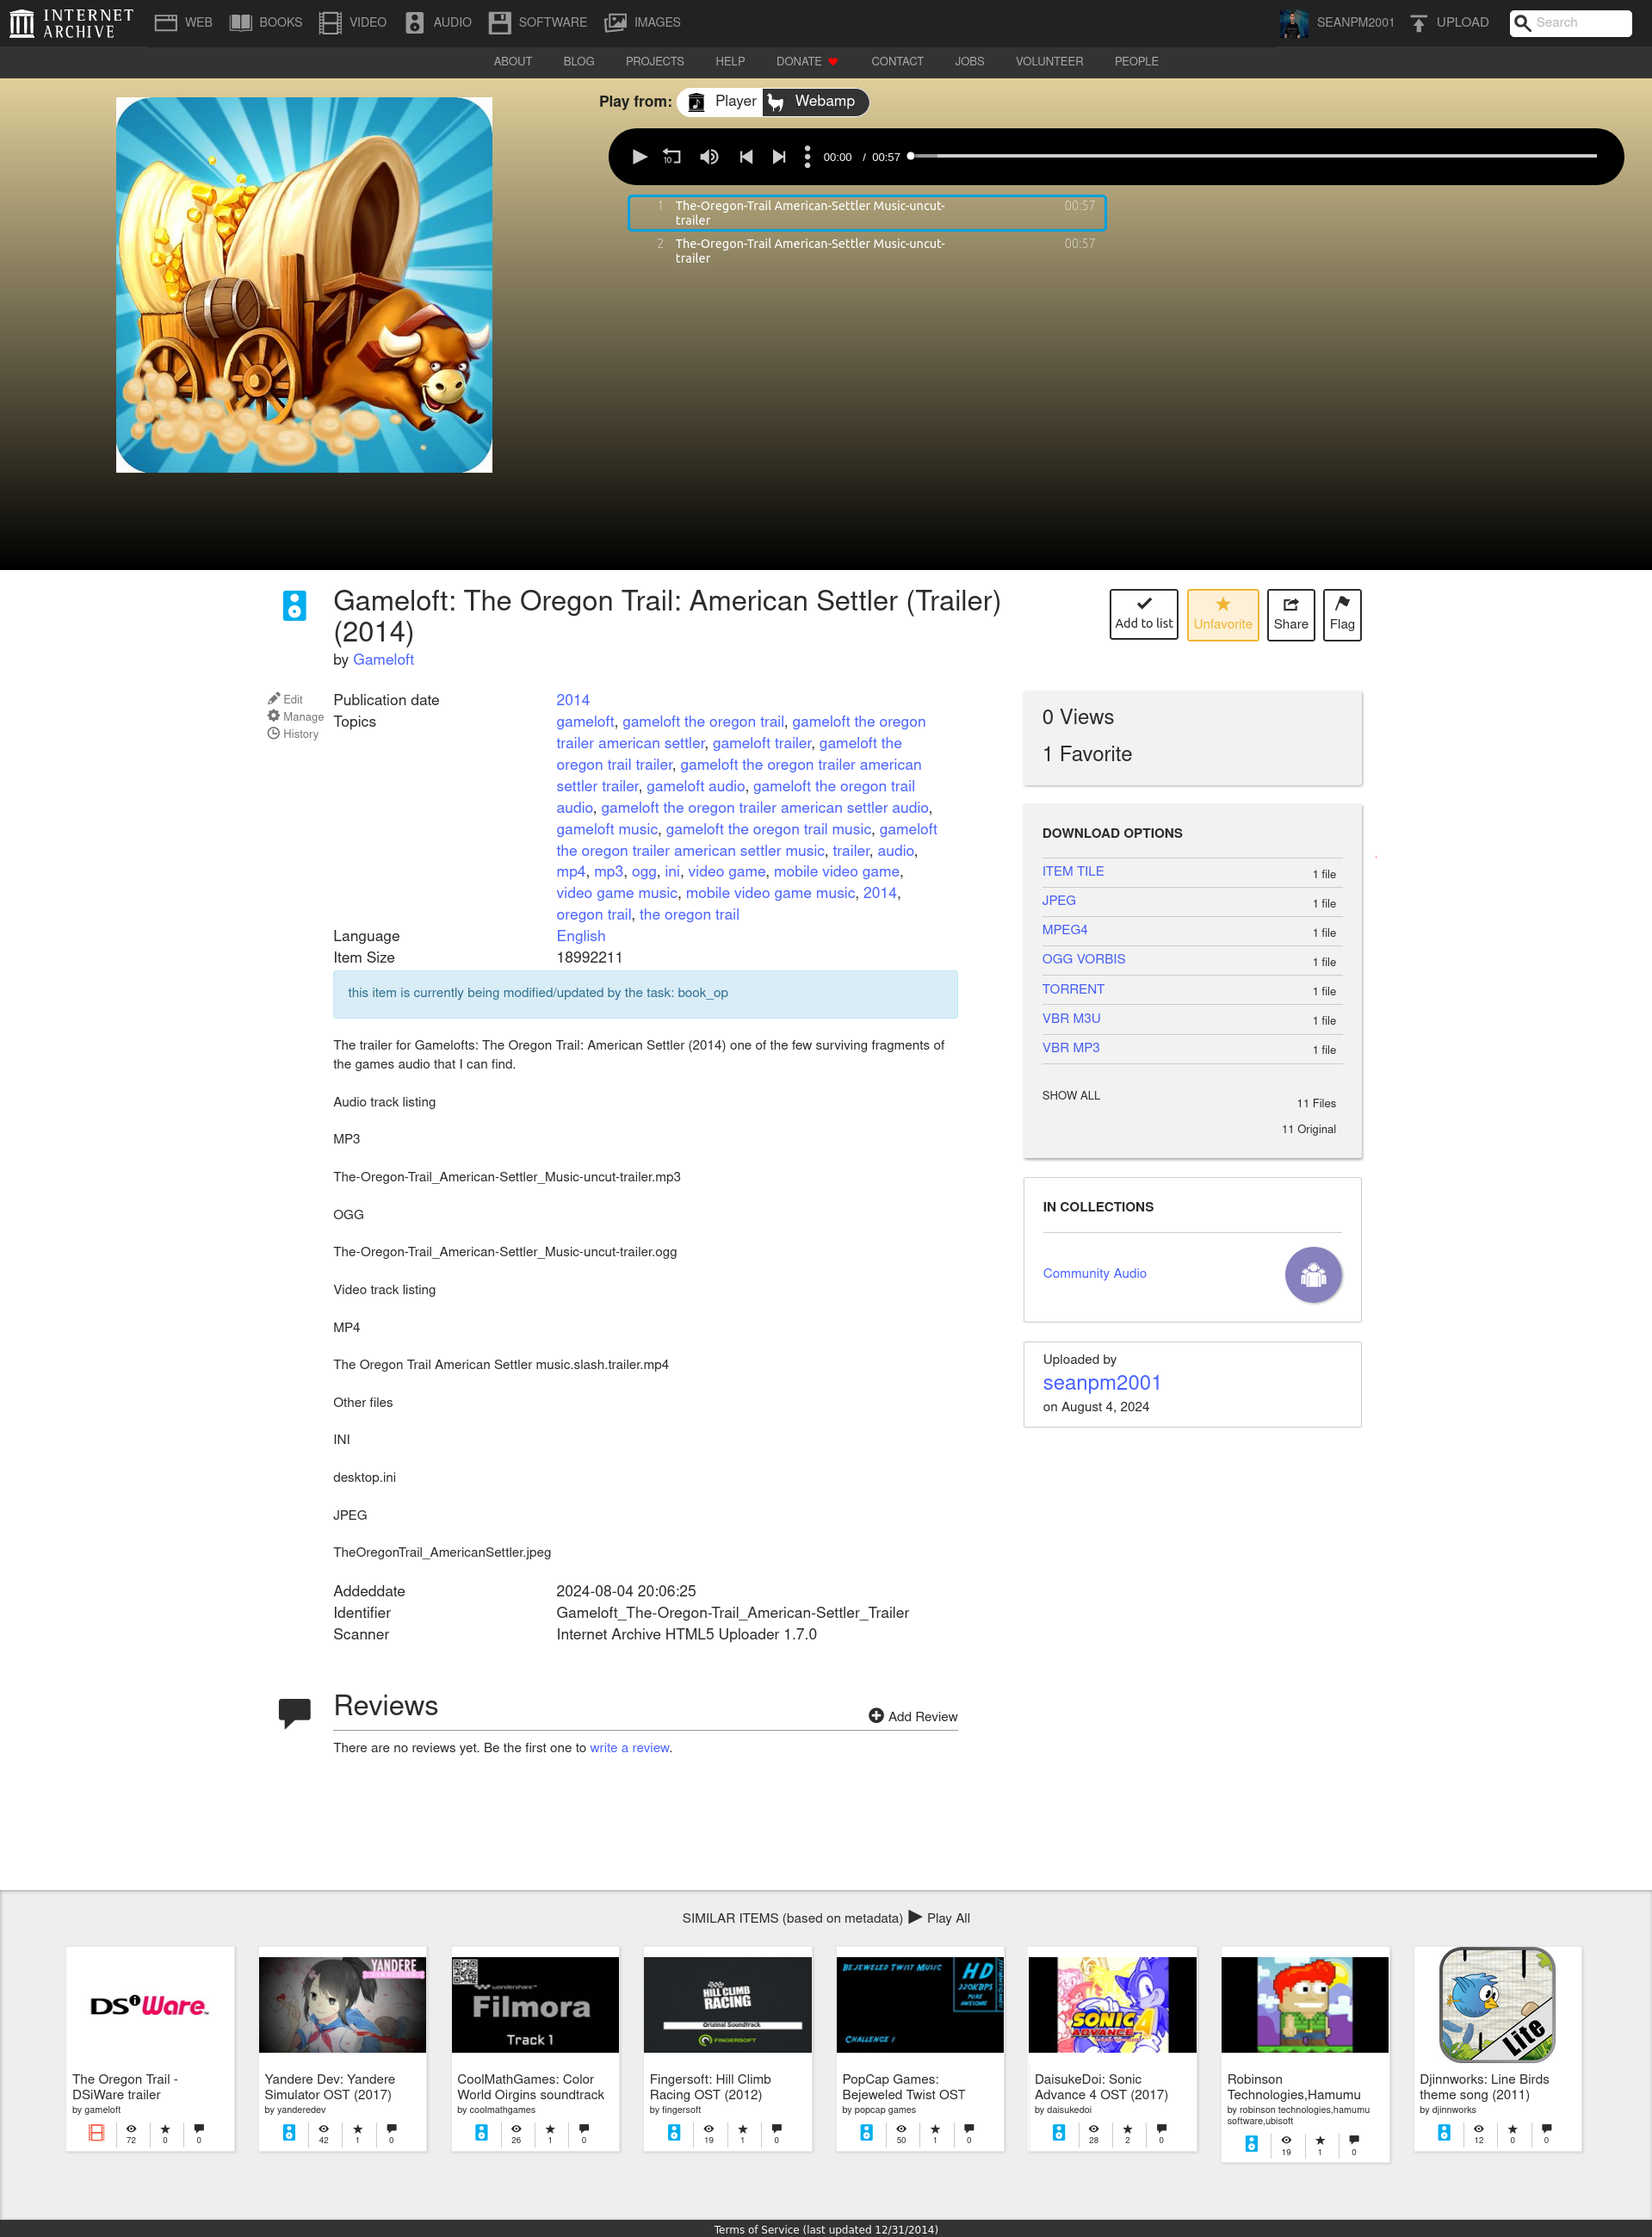 INTERNET ARCHIVE
WEB BOOKS VIDEO AUDIO SOFTWARE IMAGES SEANPM2001 UPLOAD Search
ABOUT BLOG PROJECTS HELP DONATE CONTACT JOBS VOLUNTEER PEOPLE
Play from: Player Webamp
10 00:00 / 00:57
1 The-Oregon-Trail American-Settler Music-uncut- 00:57
trailer
2 The-Oregon-Trail American-Settler Music-uncut- 00:57
trailer
Gameloft: The Oregon Trail: American Settler (Trailer)
(2014)
by Gameloft
Add to list Unfavorite Share Flag
Edit
Manage
History
Publication date 2014
Topics gameloft, gameloft the oregon trail, gameloft the oregon
trailer american settler, gameloft trailer, gameloft the
oregon trail trailer, gameloft the oregon trailer american
settler trailer, gameloft audio, gameloft the oregon trail
audio, gameloft the oregon trailer american settler audio,
gameloft music, gameloft the oregon trail music, gameloft
the oregon trailer american settler music, trailer, audio,
mp4, mp3, ogg, ini, video game, mobile video game,
video game music, mobile video game music, 2014,
oregon trail, the oregon trail
Language English
Item Size 18992211
this item is currently being modified/updated by the task: book_op
The trailer for Gamelofts: The Oregon Trail: American Settler (2014) one of the few surviving fragments of
the games audio that I can find.
Audio track listing
MP3
The-Oregon-Trail_American-Settler_Music-uncut-trailer.mp3
OGG
The-Oregon-Trail_American-Settler_Music-uncut-trailer.ogg
Video track listing
MP4
The Oregon Trail American Settler music.slash.trailer.mp4
Other files
INI
desktop.ini
JPEG
TheOregonTrail_AmericanSettler.jpeg
Addeddate 2024-08-04 20:06:25
Identifier Gameloft_The-Oregon-Trail_American-Settler_Trailer
Scanner Internet Archive HTML5 Uploader 1.7.0
0 Views
1 Favorite
DOWNLOAD OPTIONS
ITEM TILE 1 file
JPEG 1 file
MPEG4 1 file
OGG VORBIS 1 file
TORRENT 1 file
VBR M3U 1 file
VBR MP3 1 file
SHOW ALL 11 Files
11 Original
IN COLLECTIONS
Community Audio
Uploaded by
seanpm2001
on August 4, 2024
Reviews
Add Review
There are no reviews yet. Be the first one to write a review.
SIMILAR ITEMS (based on metadata) Play All
DSiWare
The Oregon Trail -
DSiWare trailer
by gameloft
72 0 0
YANDERE
Yandere Dev: Yandere
Simulator OST (2017)
by yanderedev
42 1 0
wondershare
Filmora
Track 1
CoolMathGames: Color
World Oirgins soundtrack
by coolmathgames
26 1 0
HILL CLIMB
RACING
Original Soundtrack
FINGERSOFT
Fingersoft: Hill Climb
Racing OST (2012)
by fingersoft
19 1 0
BEJEWELED TWIST MUSIC
HD
320KBPS
PURE
AWESOME
CHALLENGE 1
PopCap Games:
Bejeweled Twist OST
by popcap games
50 1 0
SONIC
ADVANCE
4
DaisukeDoi: Sonic
Advance 4 OST (2017)
by daisukedoi
28 2 0
Robinson
Technologies,Hamumu
by robinson technologies,hamumu
software,ubisoft
19 1 0
Lite
Djinnworks: Line Birds
theme song (2011)
by djinnworks
12 0 0
Terms of Service (last updated 12/31/2014)